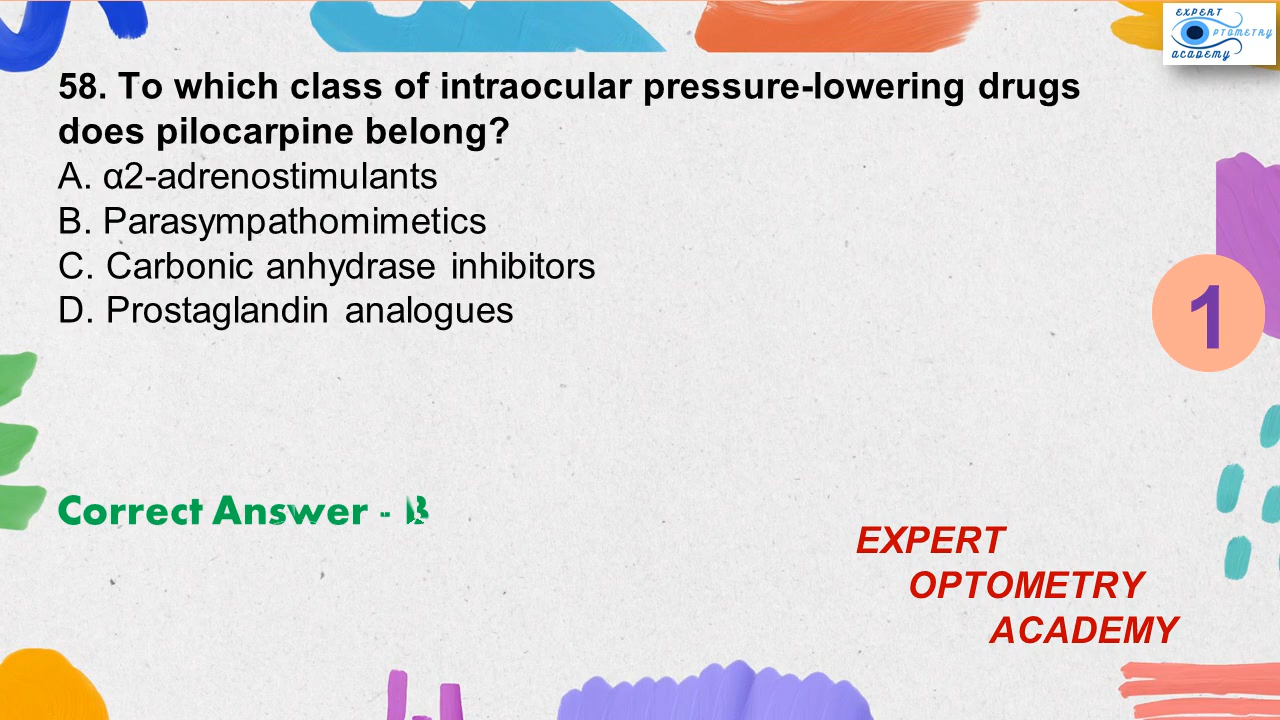 EXPERT
OPTOMETRY
academy
58. To which class of intraocular pressure-lowering drugs
does pilocarpine belong?
A. α2-adrenostimulants
B. Parasympathomimetics
C. Carbonic anhydrase inhibitors
D. Prostaglandin analogues
1
Correct Answer - B
EXPERT
OPTOMETRY
ACADEMY